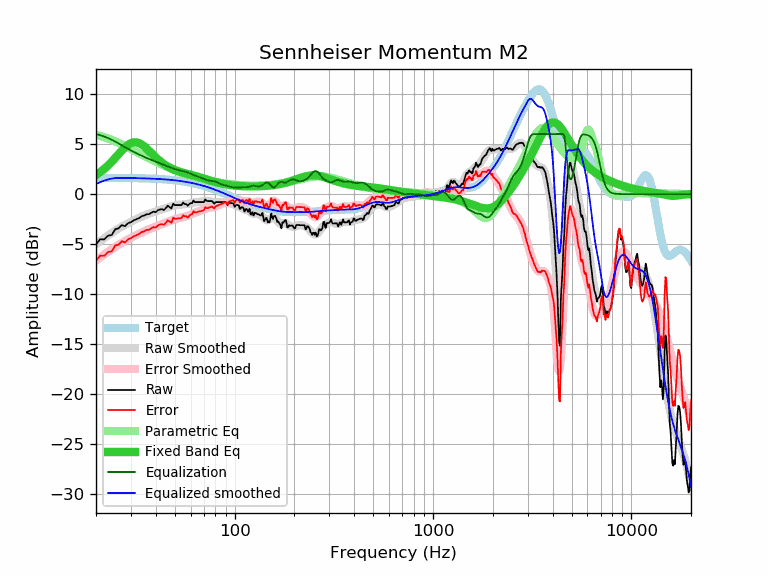 Sennheiser Momentum M2
Amplitude (dBr)
10
5
0
−5
−10
−15
−20
−25
−30
Target
Raw Smoothed
Error Smoothed
Raw
Error
Parametric Eq
Fixed Band Eq
Equalization
Equalized smoothed
100
1000
10000
Frequency (Hz)